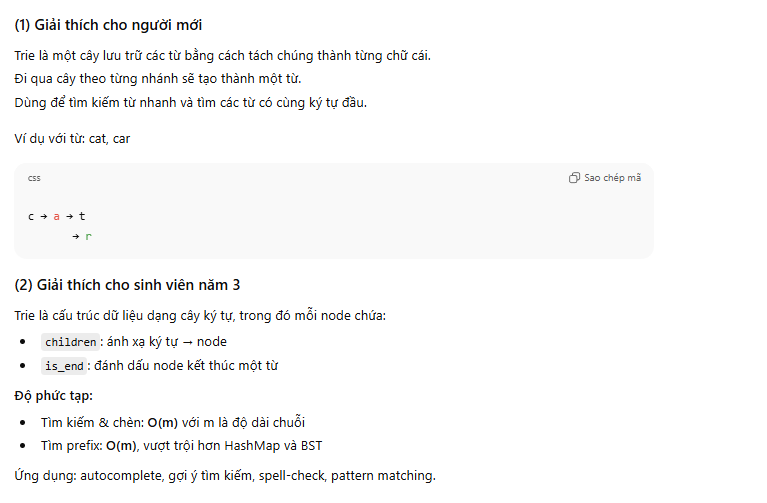 (1) Giải thích cho người mới
Trie là một cây lưu trữ các từ bằng cách tách chúng thành từng chữ cái.
Đi qua cây theo từng nhánh sẽ tạo thành một từ.
Dùng để tìm kiếm từ nhanh và tìm các từ có cùng ký tự đầu.
Ví dụ với từ: cat, car
css
Sao chép mã
c → a → t
→ r
(2) Giải thích cho sinh viên năm 3
Trie là cấu trúc dữ liệu dạng cây ký tự, trong đó mỗi node chứa:
• children: ánh xạ ký tự → node
• is_end: đánh dấu node kết thúc một từ
Độ phức tạp:
• Tìm kiếm & chèn: O(m) với m là độ dài chuỗi
• Tìm prefix: O(m), vượt trội hơn HashMap và BST
Ứng dụng: autocomplete, gợi ý tìm kiếm, spell-check, pattern matching.